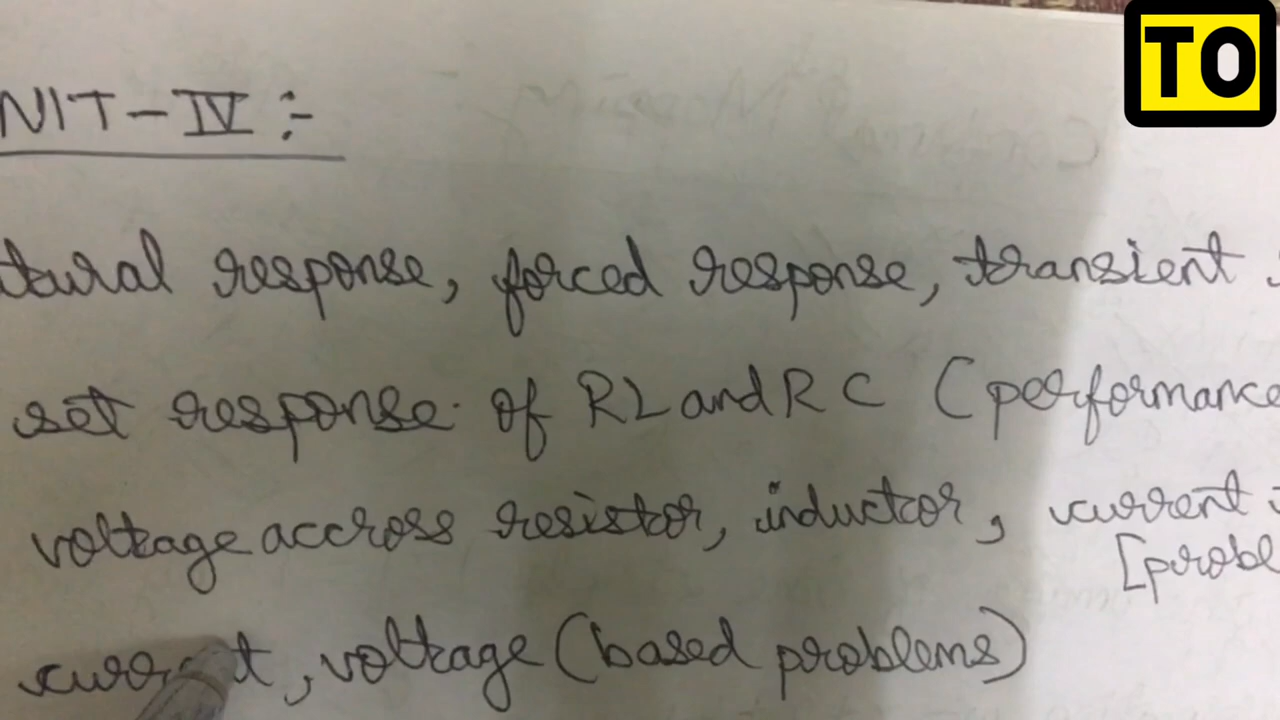 TO
NIT-IV :-
tural response, forced response, transient
set response of RL and RC (performance
voltage accross resistor, inductor, current
[probl
current, voltage (based problems)